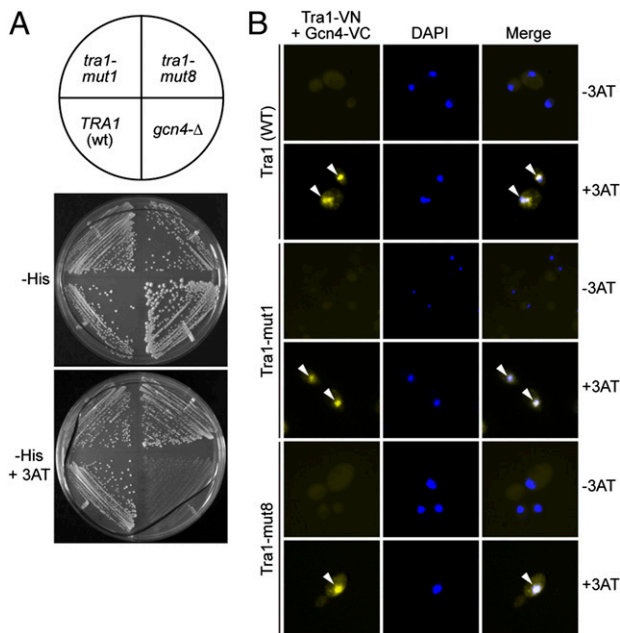 A
tra1-
mut1
tra1-
mut8
TRA1
(wt)
gcn4-Δ
-His
-His
+ 3AT
B
Tra1-VN
+ Gcn4-VC
DAPI
Merge
Tra1 (WT)
-3AT
+3AT
Tra1-mut1
-3AT
+3AT
Tra1-mut8
-3AT
+3AT